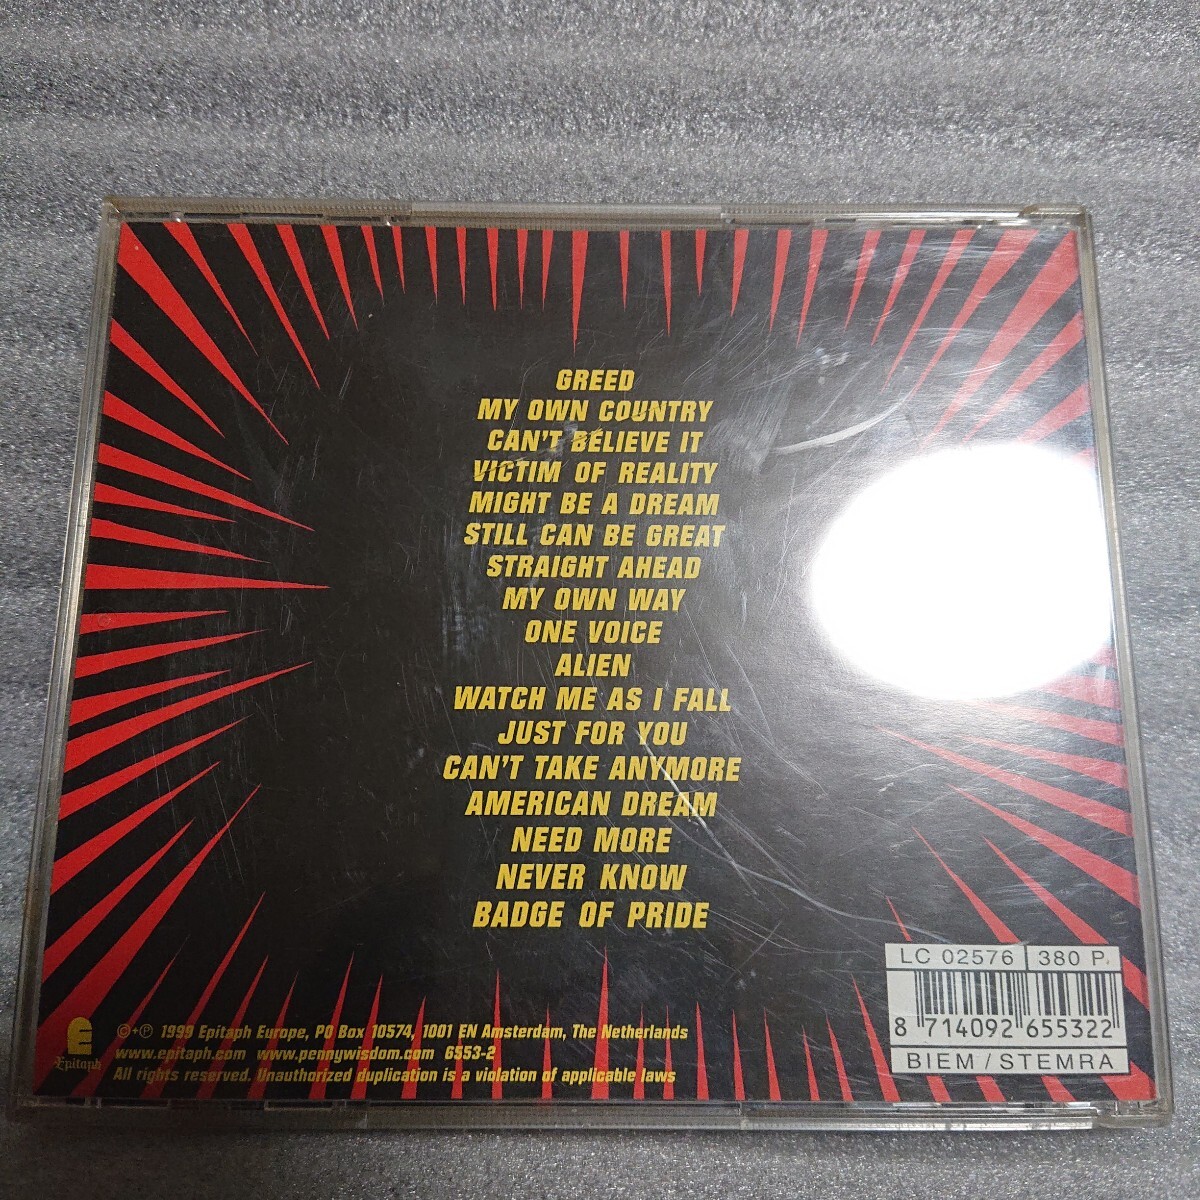 GREED
MY OWN COUNTRY
CAN'T BELIEVE IT
VICTIM OF REALITY
MIGHT BE A DREAM
STILL CAN BE GREAT
STRAIGHT AHEAD
MY OWN WAY
ONE VOICE
ALIEN
WATCH ME AS I FALL
JUST FOR YOU
CAN'T TAKE ANYMORE
AMERICAN DREAM
NEED MORE
NEVER KNOW
BADGE OF PRIDE
LC 02576 380 P.
8 714092 655322
BIEM / STEMRA
Epitaph
©+℗ 1999 Epitaph Europe, PO Box 10574, 1001 EN Amsterdam, The Netherlands
www.epitaph.com www.pennywisdom.com 6553-2
All rights reserved. Unauthorized duplication is a violation of applicable laws